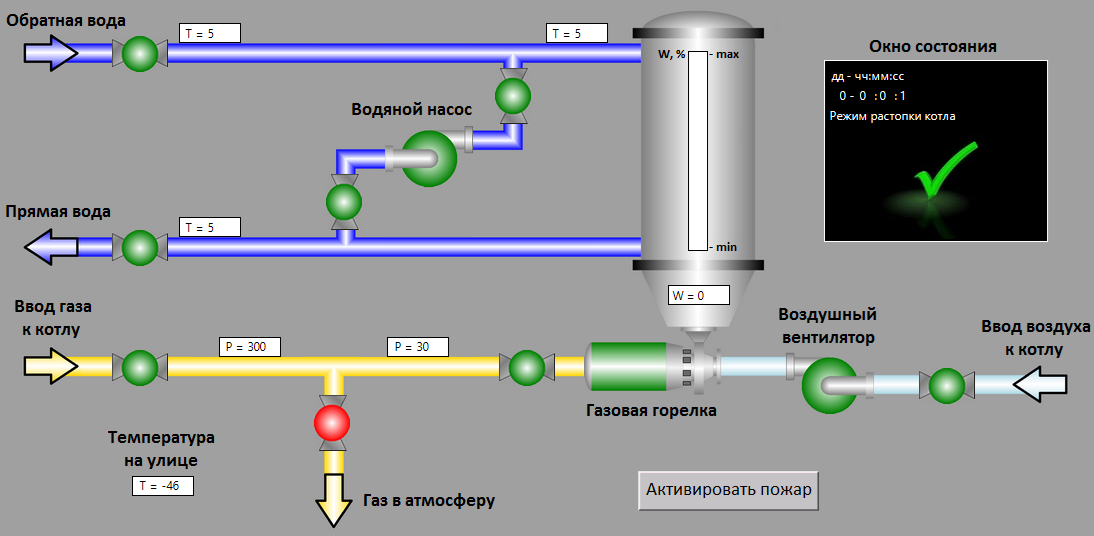 Обратная вода
T = 5
T = 5
W, %
- max
Окно состояния
дд - чч:мм:сс
0 - 0 :0 :1
Режим растопки котла
Водяной насос
Прямая вода
T = 5
- min
W = 0
Ввод газа
к котлу
P = 300
P = 30
Воздушный
вентилятор
Ввод воздуха
к котлу
Газовая горелка
Температура
на улице
T = -46
Газ в атмосферу
Активировать пожар